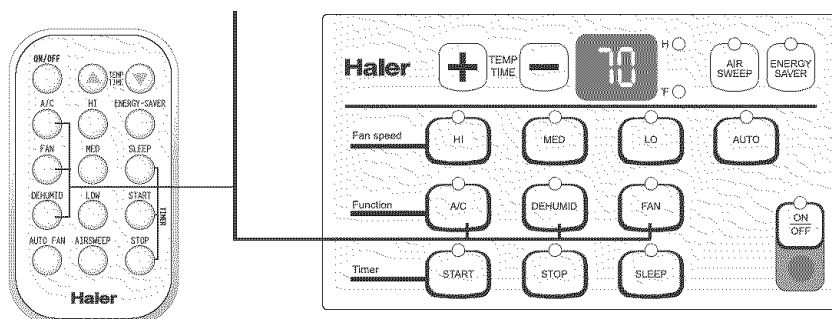 ON/OFF
TEMP
TIME
A/C HI ENERGY-SAVER
FAN MED SLEEP
DEHUMID LOW START
TIMER
AUTO FAN AIRSWEEP STOP
Haier
Haier
+ TEMP
TIME −
70
H
°F
AIR
SWEEP
ENERGY
SAVER
Fan speed HI MED LO AUTO
Function A/C DEHUMID FAN
ON
OFF
Timer START STOP SLEEP